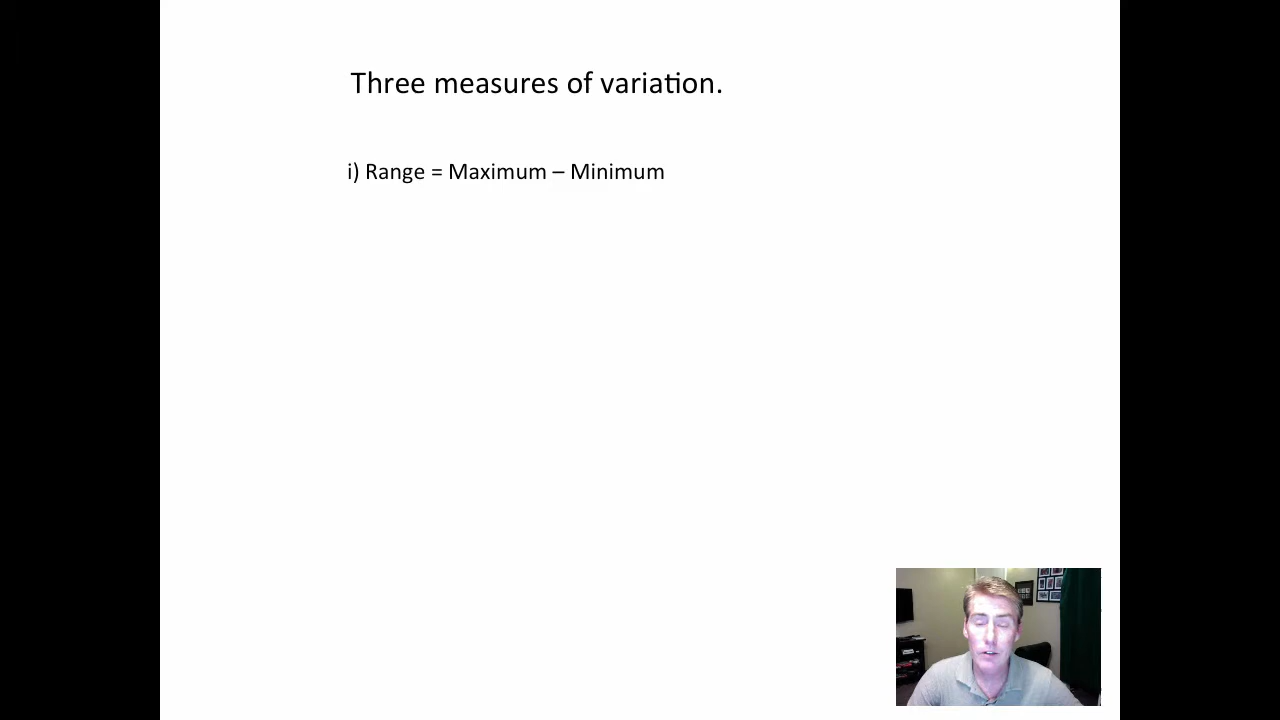 Three measures of variation.
i) Range = Maximum – Minimum